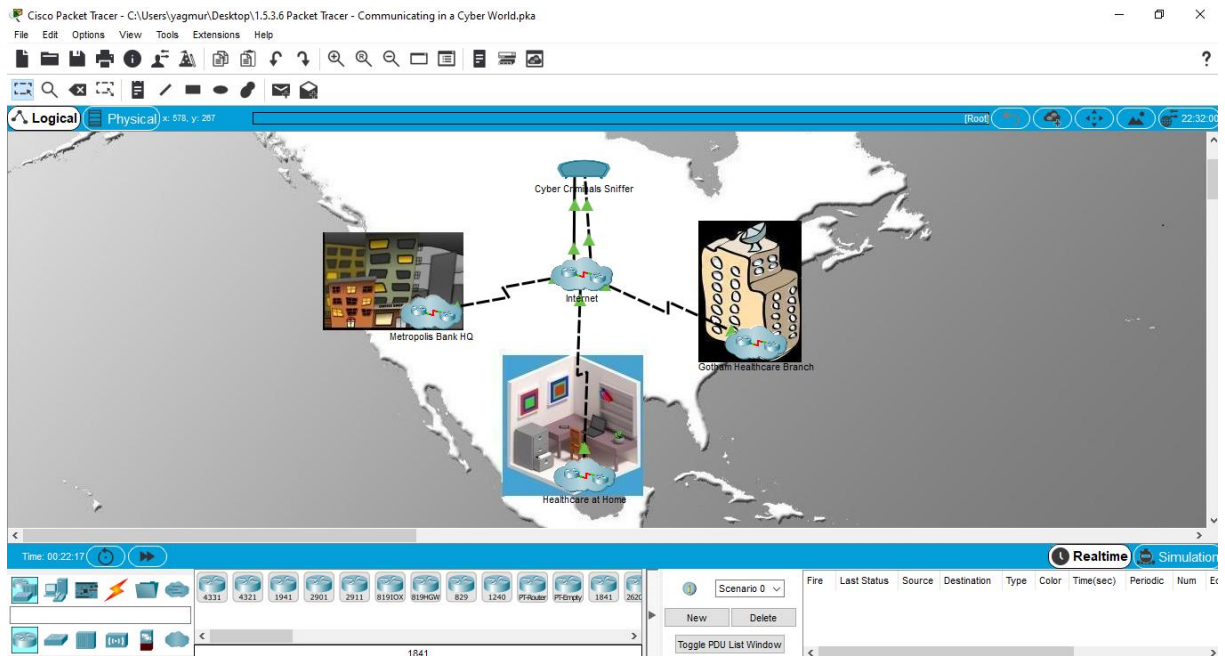 Cisco Packet Tracer - C:\Users\yagmur\Desktop\1.5.3.6 Packet Tracer - Communicating in a Cyber World.pka
File Edit Options View Tools Extensions Help
?
Logical Physical x: 578, y: 267 [Root] 22:32:00
Cyber Criminals Sniffer
Internet
Metropolis Bank HQ
Gotham Healthcare Branch
Healthcare at Home
Time: 00:22:17 Realtime Simulation
4331 4321 1941 2901 2911 819IOX 819HGW 829 1240 PT-Router PT-Empty 1841 2620
Scenario 0 Fire Last Status Source Destination Type Color Time(sec) Periodic Num Ed
New Delete
Toggle PDU List Window
1841